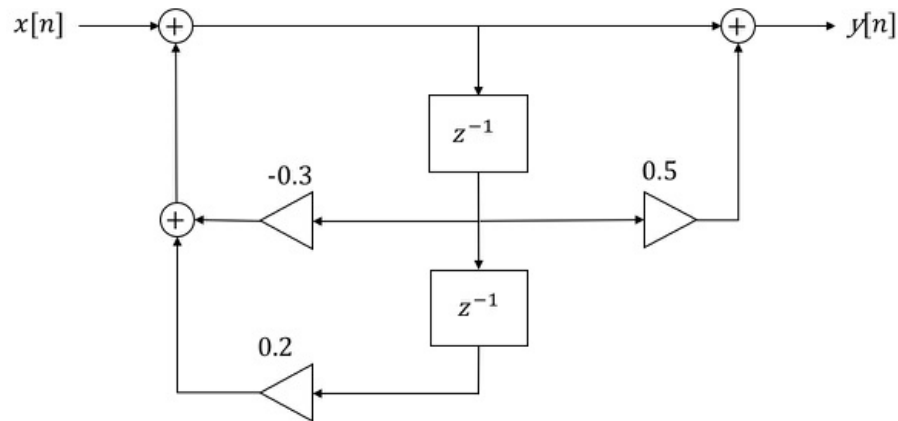 x[n] + + y[n]
z⁻¹
-0.3 0.5
+
z⁻¹
0.2